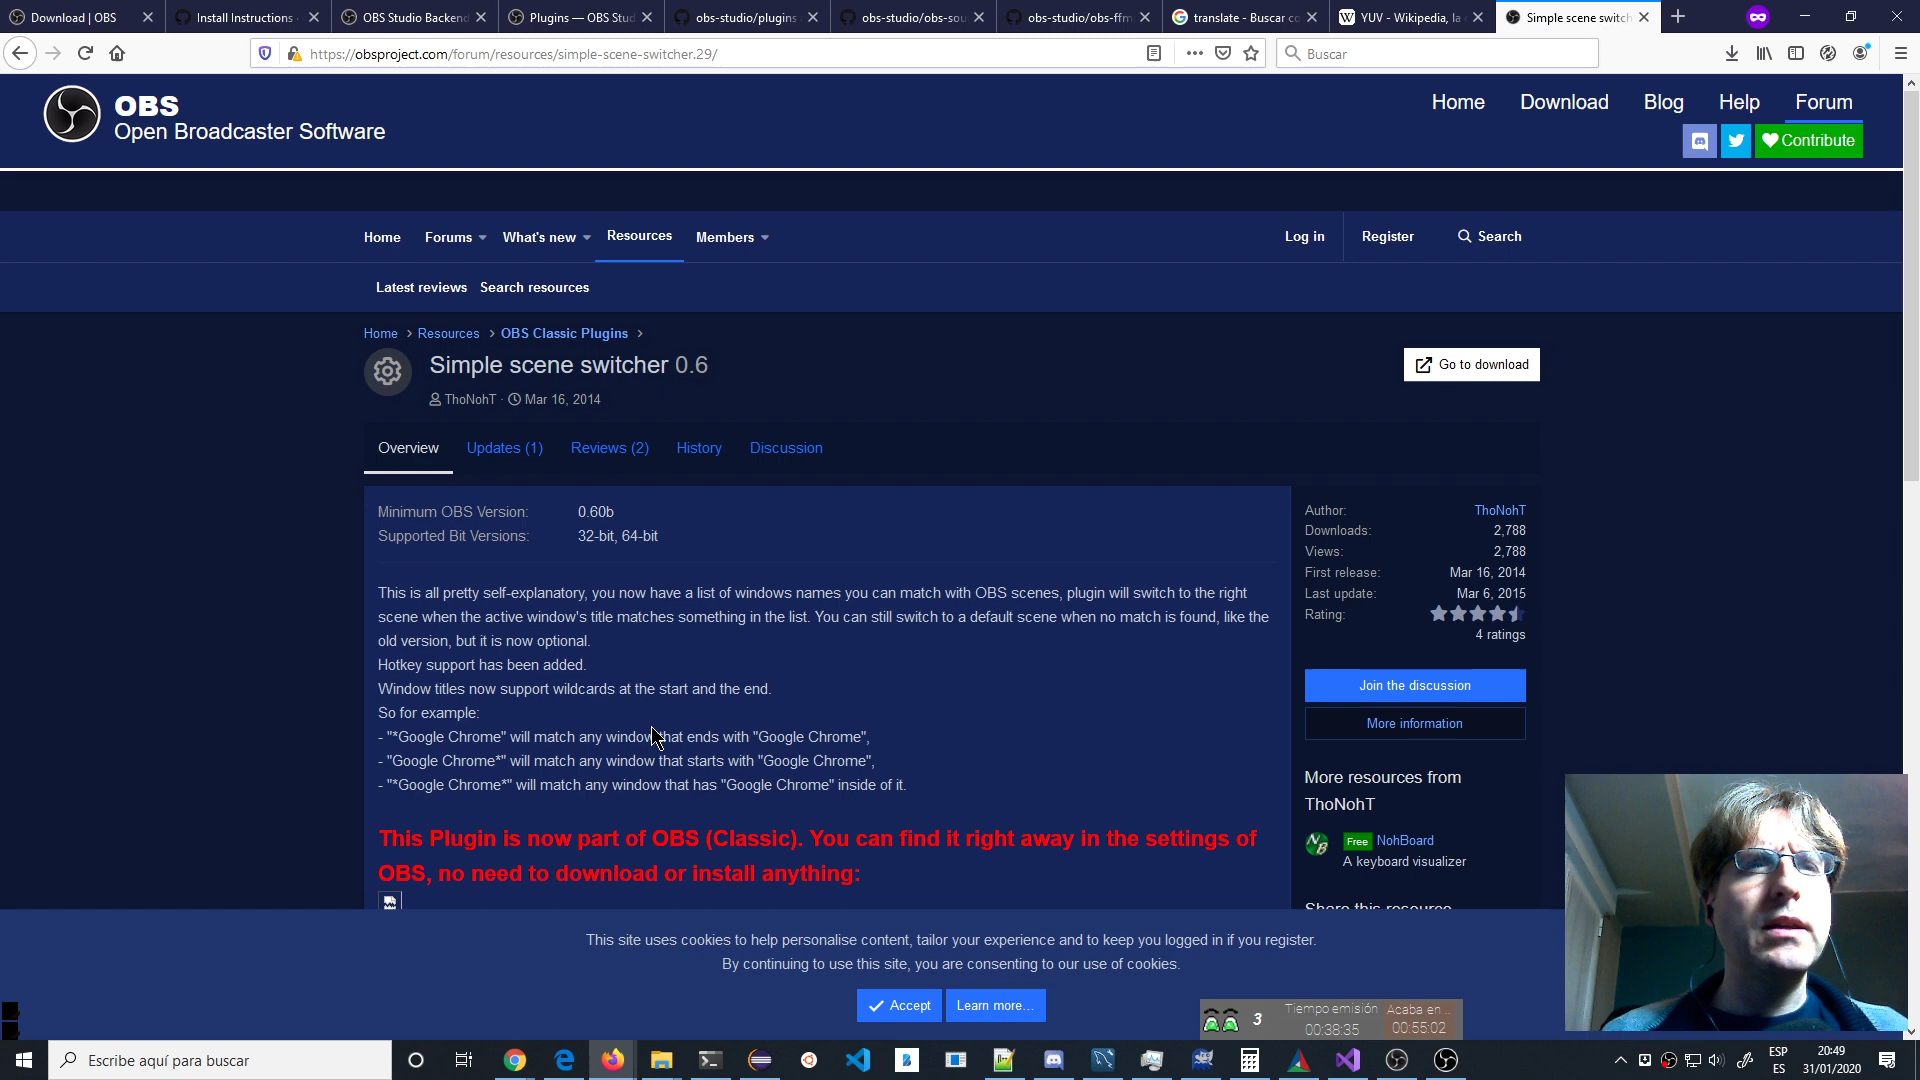 Download | OBS
Install Instructions ·
OBS Studio Backend
Plugins — OBS Stud
obs-studio/plugins
obs-studio/obs-sou
obs-studio/obs-ffm
translate - Buscar co
YUV - Wikipedia, la
Simple scene switch
https://obsproject.com/forum/resources/simple-scene-switcher.29/
Buscar
OBS
Open Broadcaster Software
Home
Download
Blog
Help
Forum
Contribute
Home
Forums
What's new
Resources
Members
Log in
Register
Search
Latest reviews
Search resources
Home > Resources > OBS Classic Plugins >
Simple scene switcher 0.6
Go to download
ThoNohT · Mar 16, 2014
Overview
Updates (1)
Reviews (2)
History
Discussion
Minimum OBS Version: 0.60b
Supported Bit Versions: 32-bit, 64-bit
This is all pretty self-explanatory, you now have a list of windows names you can match with OBS scenes, plugin will switch to the right
scene when the active window's title matches something in the list. You can still switch to a default scene when no match is found, like the
old version, but it is now optional.
Hotkey support has been added.
Window titles now support wildcards at the start and the end.
So for example:
- "*Google Chrome" will match any window that ends with "Google Chrome",
- "Google Chrome*" will match any window that starts with "Google Chrome",
- "*Google Chrome*" will match any window that has "Google Chrome" inside of it.
This Plugin is now part of OBS (Classic). You can find it right away in the settings of
OBS, no need to download or install anything:
Author: ThoNohT
Downloads: 2,788
Views: 2,788
First release: Mar 16, 2014
Last update: Mar 6, 2015
Rating:
4 ratings
Join the discussion
More information
More resources from
ThoNohT
NB
Free NohBoard
A keyboard visualizer
Share this resource
This site uses cookies to help personalise content, tailor your experience and to keep you logged in if you register.
By continuing to use this site, you are consenting to our use of cookies.
Accept
Learn more...
3
Tiempo emisión
00:38:35
Acaba en ..
00:55:02
Escribe aquí para buscar
ESP
ES
20:49
31/01/2020